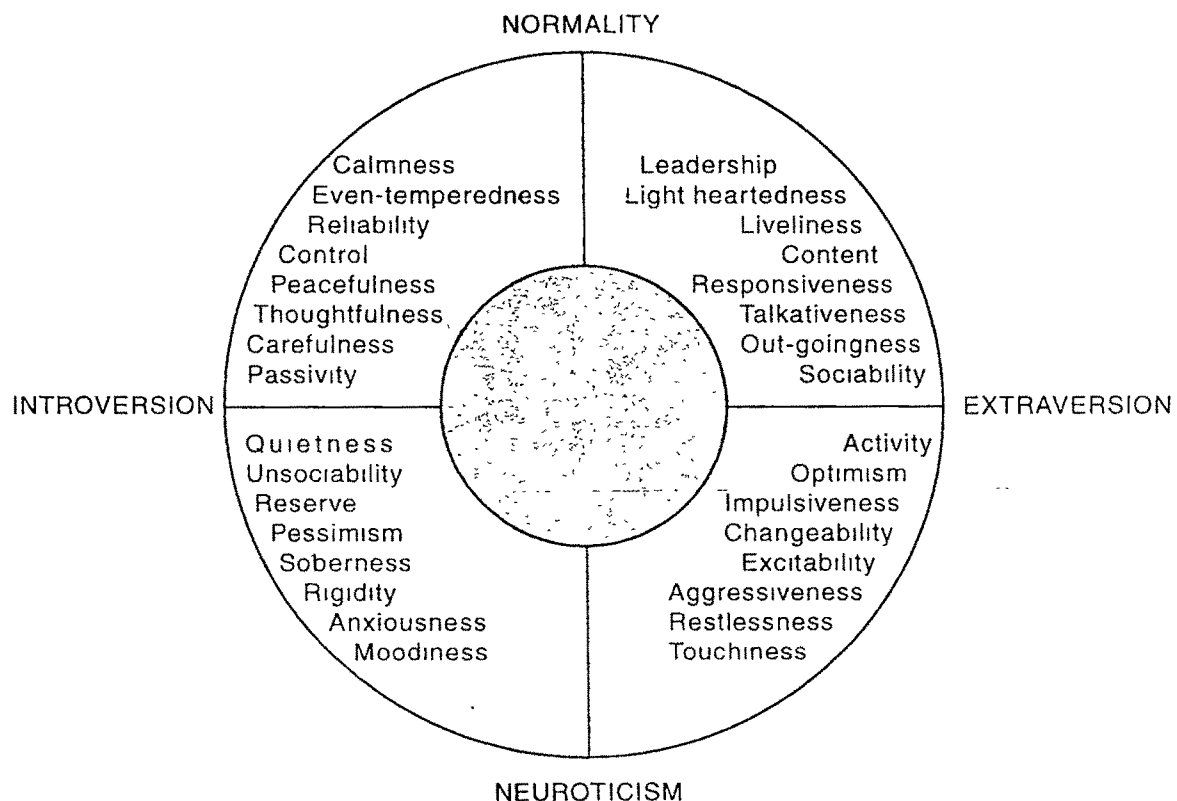 NORMALITY
Calmness
Even-temperedness
Reliability
Control
Peacefulness
Thoughtfulness
Carefulness
Passivity
Leadership
Light heartedness
Liveliness
Content
Responsiveness
Talkativeness
Out-goingness
Sociability
INTROVERSION
EXTRAVERSION
Quietness
Unsociability
Reserve
Pessimism
Soberness
Rigidity
Anxiousness
Moodiness
Activity
Optimism
Impulsiveness
Changeability
Excitability
Aggressiveness
Restlessness
Touchiness
NEUROTICISM